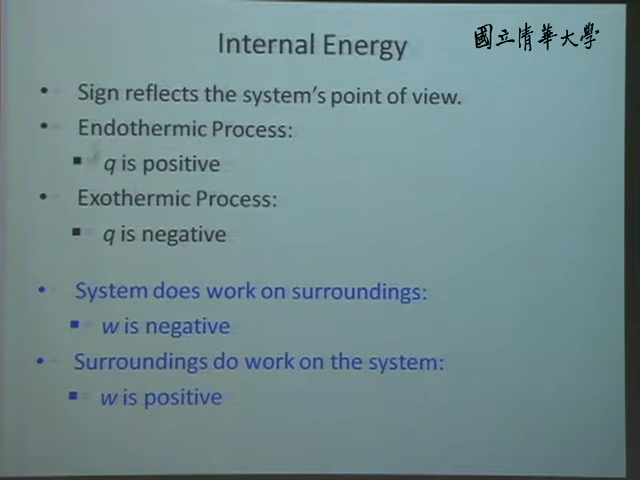 Internal Energy
國立清華大學
• Sign reflects the system's point of view.
• Endothermic Process:
▪ q is positive
• Exothermic Process:
▪ q is negative
• System does work on surroundings:
▪ w is negative
• Surroundings do work on the system:
▪ w is positive